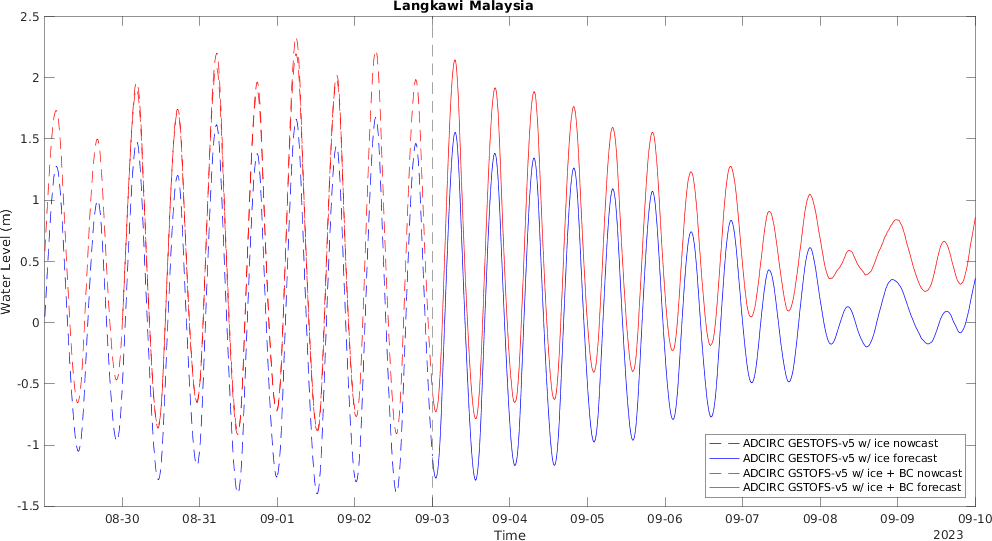 Langkawi Malaysia
2.5
2
1.5
1
0.5
0
-0.5
-1
-1.5
Water Level (m)
08-30 08-31 09-01 09-02 09-03 09-04 09-05 09-06 09-07 09-08 09-09 09-10
Time
2023
ADCIRC GESTOFS-v5 w/ ice nowcast
ADCIRC GESTOFS-v5 w/ ice forecast
ADCIRC GSTOFS-v5 w/ ice + BC nowcast
ADCIRC GSTOFS-v5 w/ ice + BC forecast